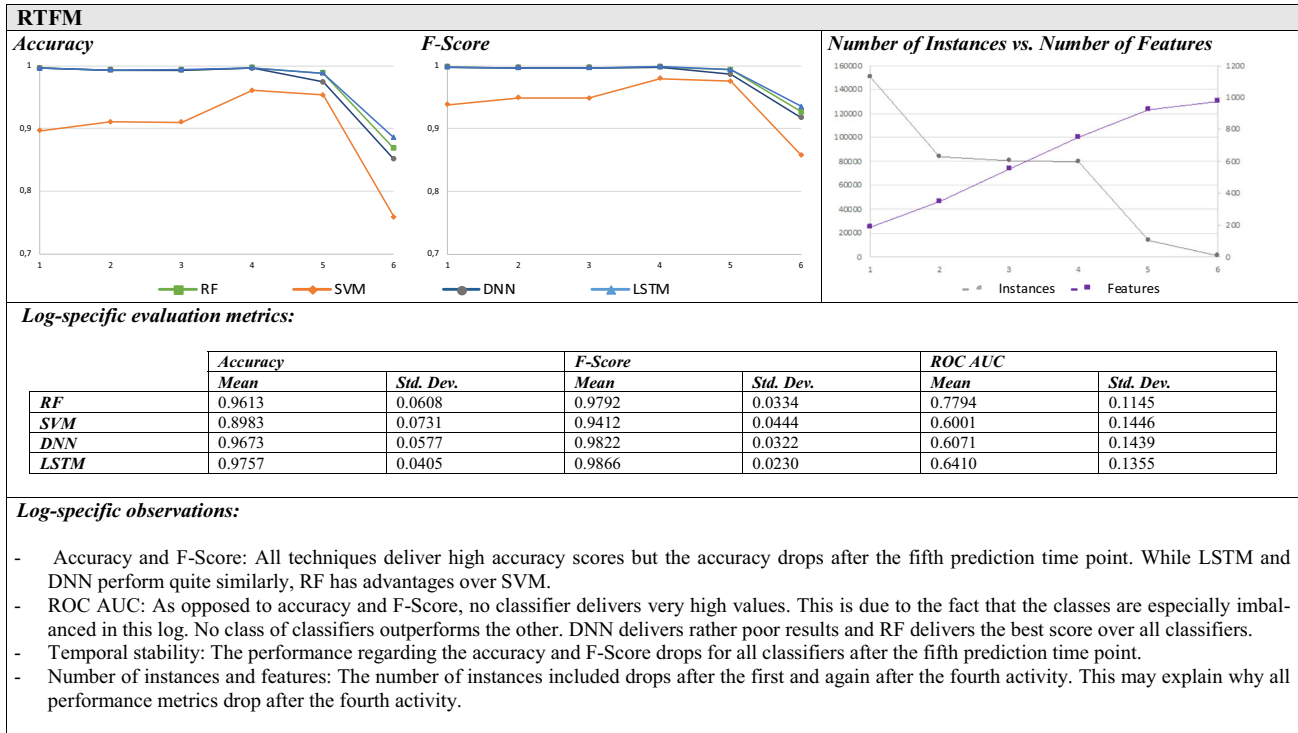 RTFM
Accuracy
F-Score
Number of Instances vs. Number of Features
1
0,9
0,8
0,7
1 2 3 4 5 6
1
0,9
0,8
0,7
1 2 3 4 5 6
RF SVM DNN LSTM
160000
140000
120000
100000
80000
60000
40000
20000
0
1200
1000
800
600
400
200
0
1 2 3 4 5 6
Instances Features
Log-specific evaluation metrics:
Accuracy F-Score ROC AUC
Mean Std. Dev. Mean Std. Dev. Mean Std. Dev.
RF 0.9613 0.0608 0.9792 0.0334 0.7794 0.1145
SVM 0.8983 0.0731 0.9412 0.0444 0.6001 0.1446
DNN 0.9673 0.0577 0.9822 0.0322 0.6071 0.1439
LSTM 0.9757 0.0405 0.9866 0.0230 0.6410 0.1355
Log-specific observations:
- Accuracy and F-Score: All techniques deliver high accuracy scores but the accuracy drops after the fifth prediction time point. While LSTM and
DNN perform quite similarly, RF has advantages over SVM.
- ROC AUC: As opposed to accuracy and F-Score, no classifier delivers very high values. This is due to the fact that the classes are especially imbal-
anced in this log. No class of classifiers outperforms the other. DNN delivers rather poor results and RF delivers the best score over all classifiers.
- Temporal stability: The performance regarding the accuracy and F-Score drops for all classifiers after the fifth prediction time point.
- Number of instances and features: The number of instances included drops after the first and again after the fourth activity. This may explain why all
performance metrics drop after the fourth activity.